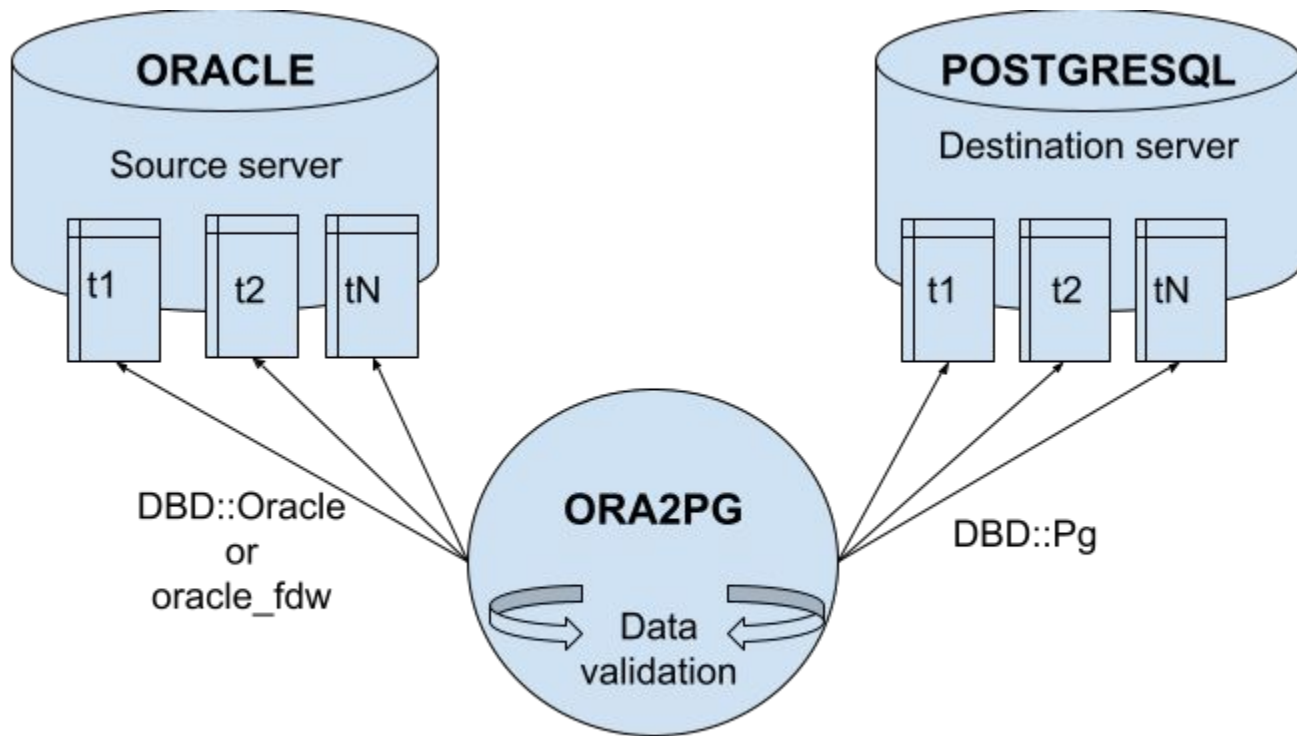 ORACLE
Source server
t1
t2
tN
POSTGRESQL
Destination server
t1
t2
tN
DBD::Oracle
or
oracle_fdw
ORA2PG
Data
validation
DBD::Pg